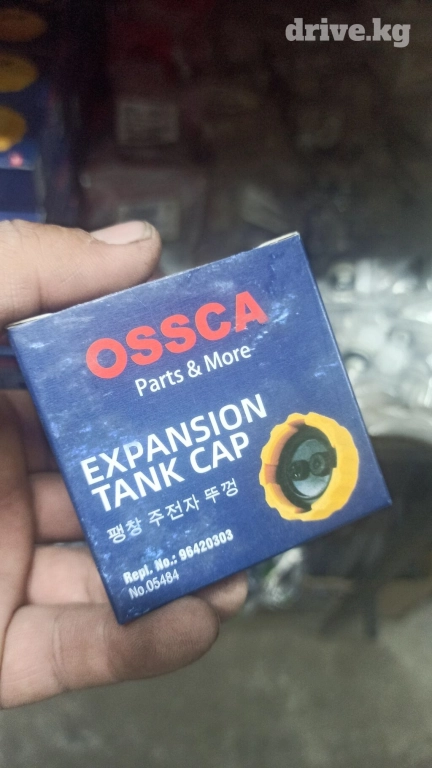 drive.kg
OSSCA
Parts & More
EXPANSION
TANK CAP
팽창 주전자 뚜껑
Repl. No.: 96420303
No.05484